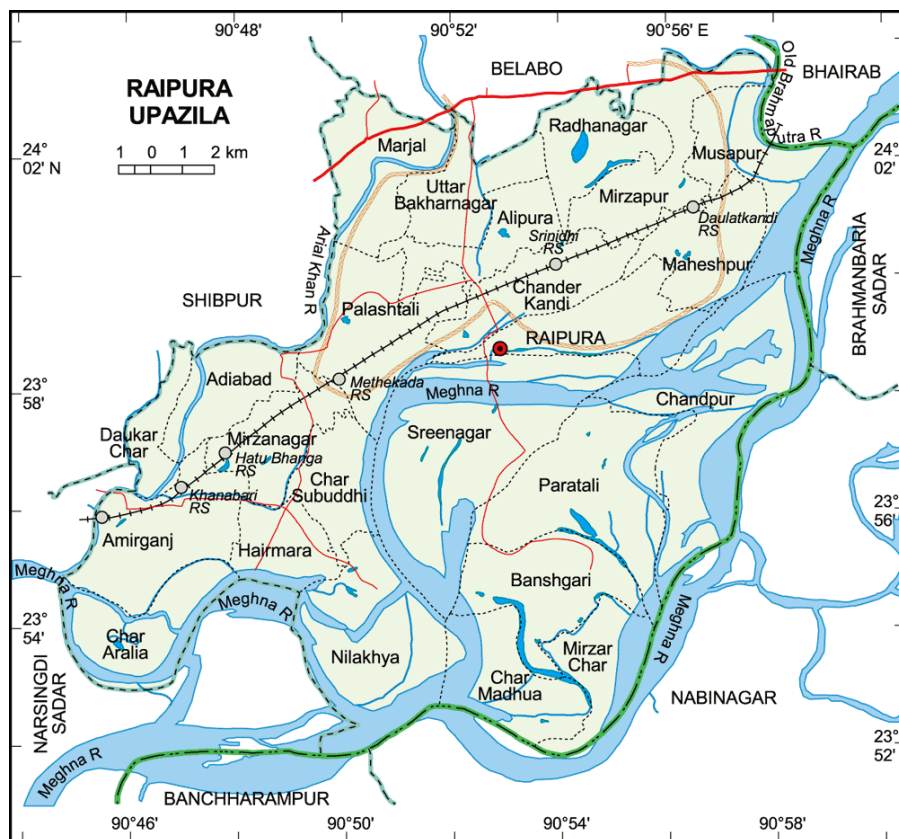 90°48'
90°52'
90°56' E
RAIPURA
UPAZILA
1 0 1 2 km
BELABO
BHAIRAB
Old Brahmaputra R
24°
02' N
24°
02'
Marjal
Radhanagar
Musapur
Uttar
Bakharnagar
Mirzapur
Alipura
Srinidhi
RS
Daulatkandi
RS
Meghna R
BRAHMANBARIA
SADAR
Arial Khan R
SHIBPUR
Maheshpur
Chander
Kandi
Palashtali
RAIPURA
23°
58'
Adiabad
Methekada
RS
Meghna R
Chandpur
Daukar
Char
Mirzanagar
Hatu Bhanga
RS
Sreenagar
Char
Subuddhi
Khanabari
RS
Paratali
23°
56'
Amirganj
Hairmara
Banshgari
Meghna R
Meghna R
Meghna R
23°
54'
Char
Aralia
Nilakhya
Mirzar
Char
Char
Madhua
NARSINGDI
SADAR
NABINAGAR
23°
52'
Meghna R
BANCHHARAMPUR
90°46'
90°50'
90°54'
90°58'